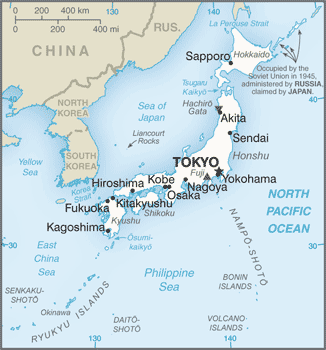 0 200 400 km
0 200 400 mi
130
140
La Perouse Strait
RUS.
CHINA
Sapporo
Hokkaido
Occupied by the
Soviet Union in 1945,
administered by RUSSIA,
claimed by JAPAN.
40
Tsugaru
Kaikyō
Hachirō
Gata
NORTH
KOREA
Sea of
Japan
Akita
Liancourt
Rocks
Sendai
SOUTH
KOREA
Honshu
Yellow
Sea
TOKYO
Korea
Strait
Fuji
Yokohama
Hiroshima
Kobe
Nagoya
Osaka
Fukuoka
Kitakyushu
Shikoku
Kyushu
Kagoshima
NORTH
PACIFIC
OCEAN
Ōsumi-
kaikyō
30
30
East
China
Sea
NAMPŌ-SHOTŌ
Philippine Sea
BONIN
ISLANDS
SENKAKU-
SHOTŌ
Okinawa
RYUKYU ISLANDS
DAITŌ-
SHOTŌ
VOLCANO-
ISLANDS
130
140